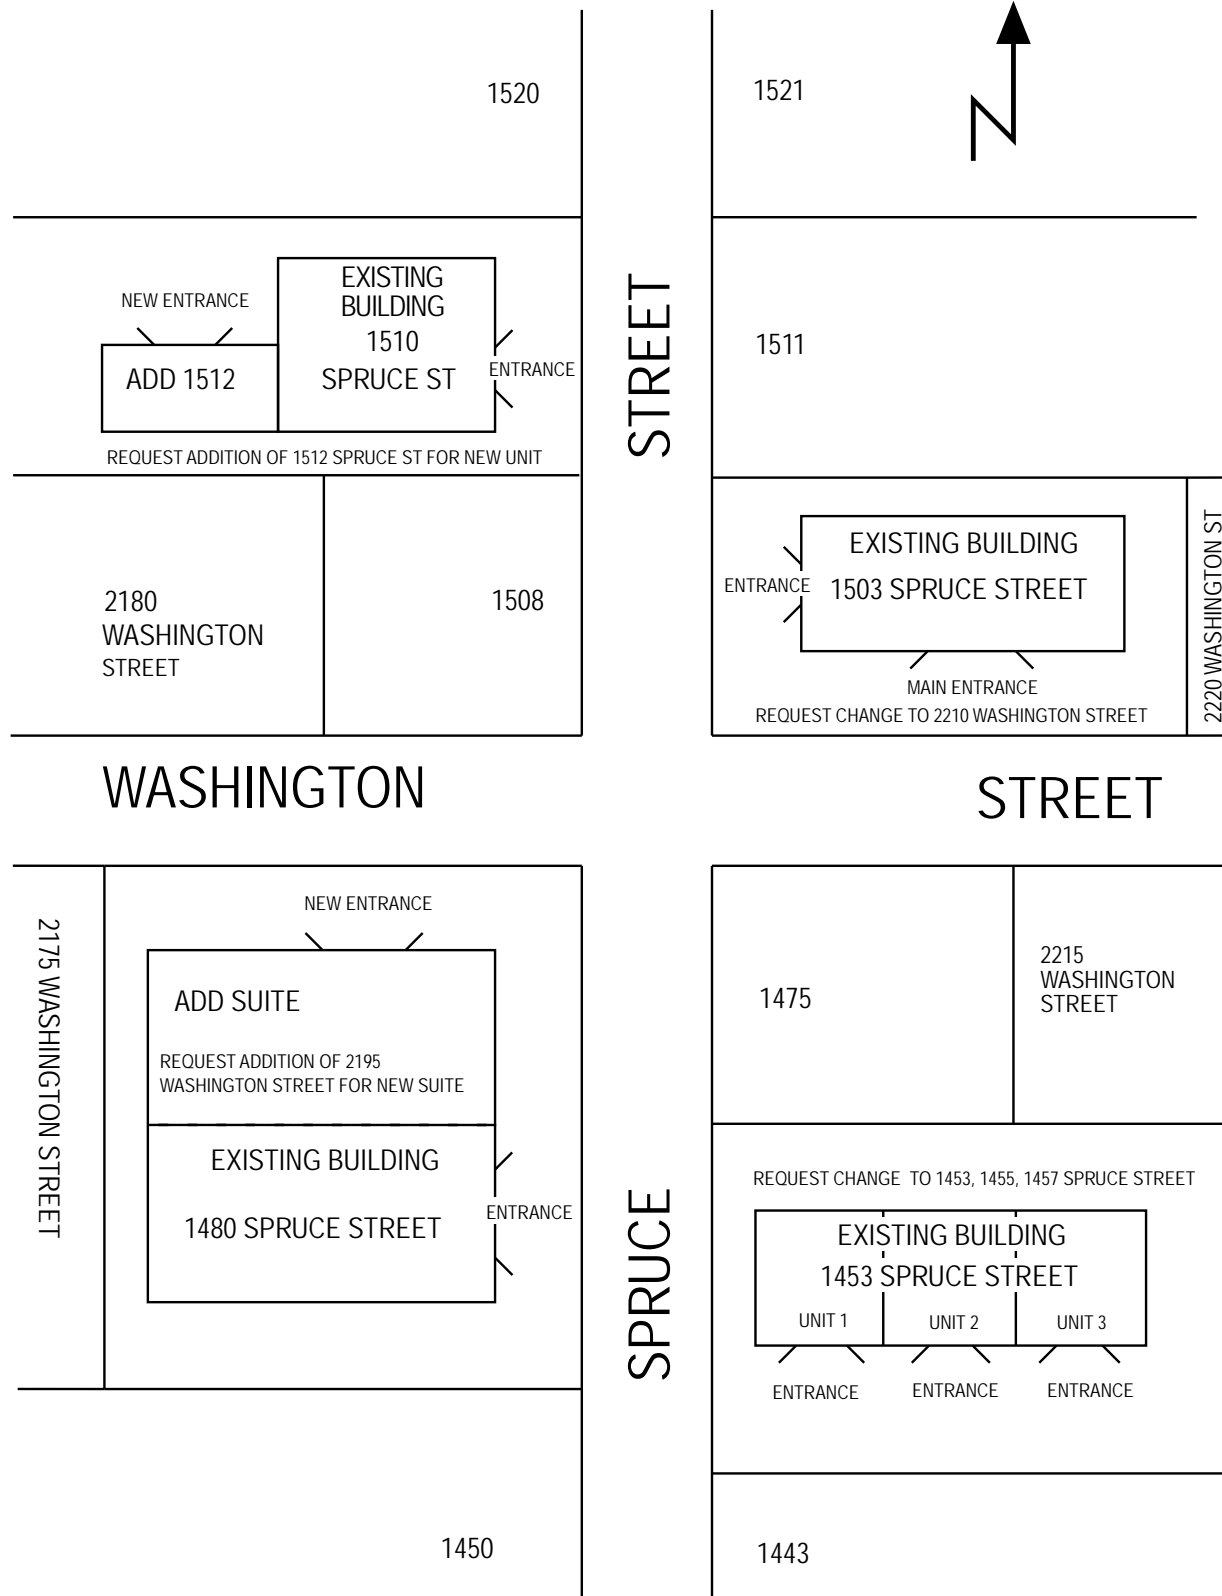 1520
1521
N
EXISTING
BUILDING
1510
SPRUCE ST
NEW ENTRANCE
ADD 1512
ENTRANCE
REQUEST ADDITION OF 1512 SPRUCE ST FOR NEW UNIT
STREET
1511
2180
WASHINGTON
STREET
1508
EXISTING BUILDING
1503 SPRUCE STREET
ENTRANCE
MAIN ENTRANCE
REQUEST CHANGE TO 2210 WASHINGTON STREET
2220 WASHINGTON ST
WASHINGTON
STREET
2175 WASHINGTON STREET
NEW ENTRANCE
ADD SUITE
REQUEST ADDITION OF 2195
WASHINGTON STREET FOR NEW SUITE
EXISTING BUILDING
1480 SPRUCE STREET
ENTRANCE
SPRUCE
1475
2215
WASHINGTON
STREET
REQUEST CHANGE  TO 1453, 1455, 1457 SPRUCE STREET
EXISTING BUILDING
1453 SPRUCE STREET
UNIT 1
UNIT 2
UNIT 3
ENTRANCE
ENTRANCE
ENTRANCE
1450
1443